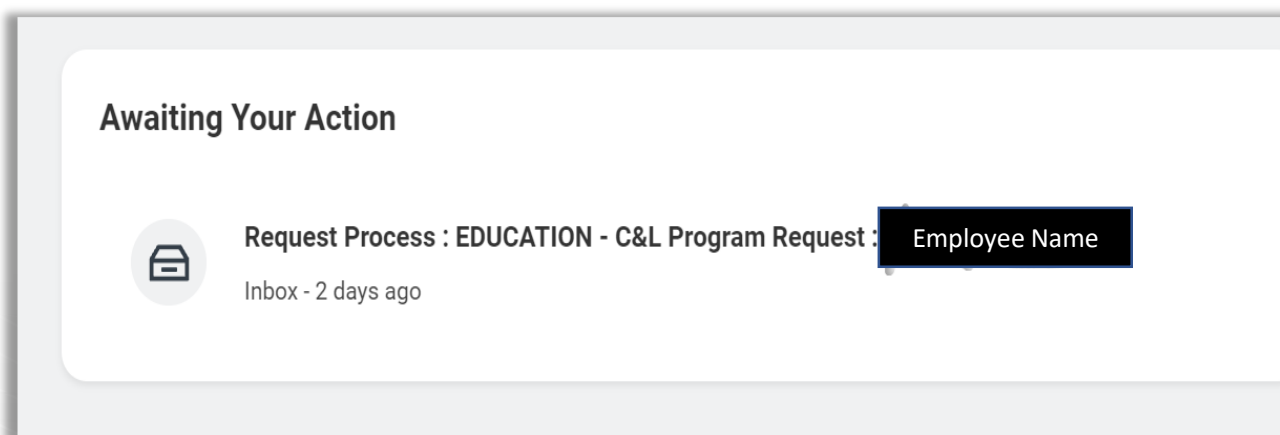 Awaiting Your Action
Request Process : EDUCATION - C&L Program Request : Employee Name
Inbox - 2 days ago